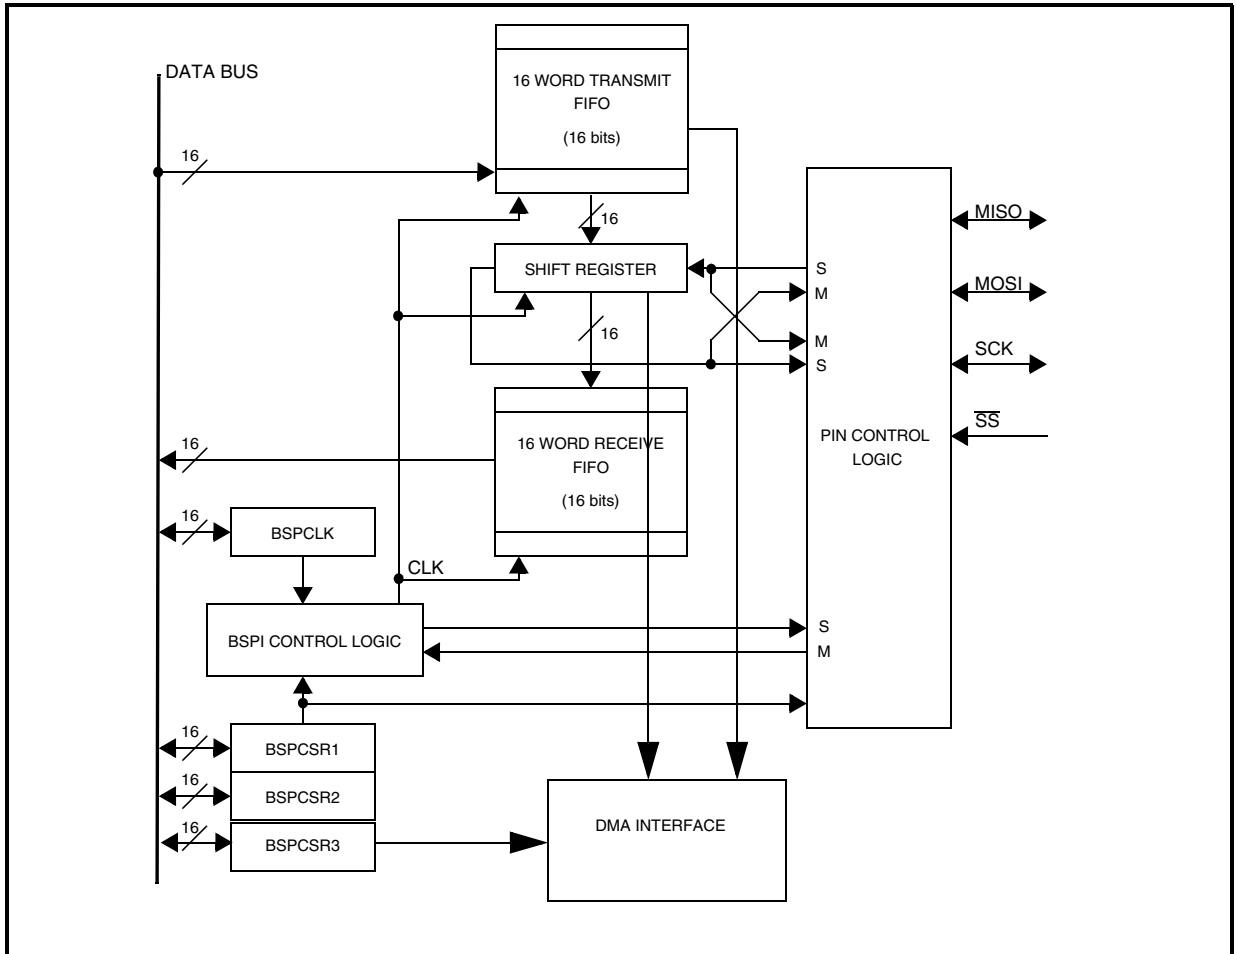 DATA BUS
16 WORD TRANSMIT
FIFO
(16 bits)
16
16
MISO
SHIFT REGISTER
S
M
MOSI
16
M
S
SCK
SS
16 WORD RECEIVE
FIFO
(16 bits)
16
PIN CONTROL
LOGIC
16
BSPCLK
CLK
BSPI CONTROL LOGIC
S
M
16
BSPCSR1
16
BSPCSR2
16
BSPCSR3
DMA INTERFACE